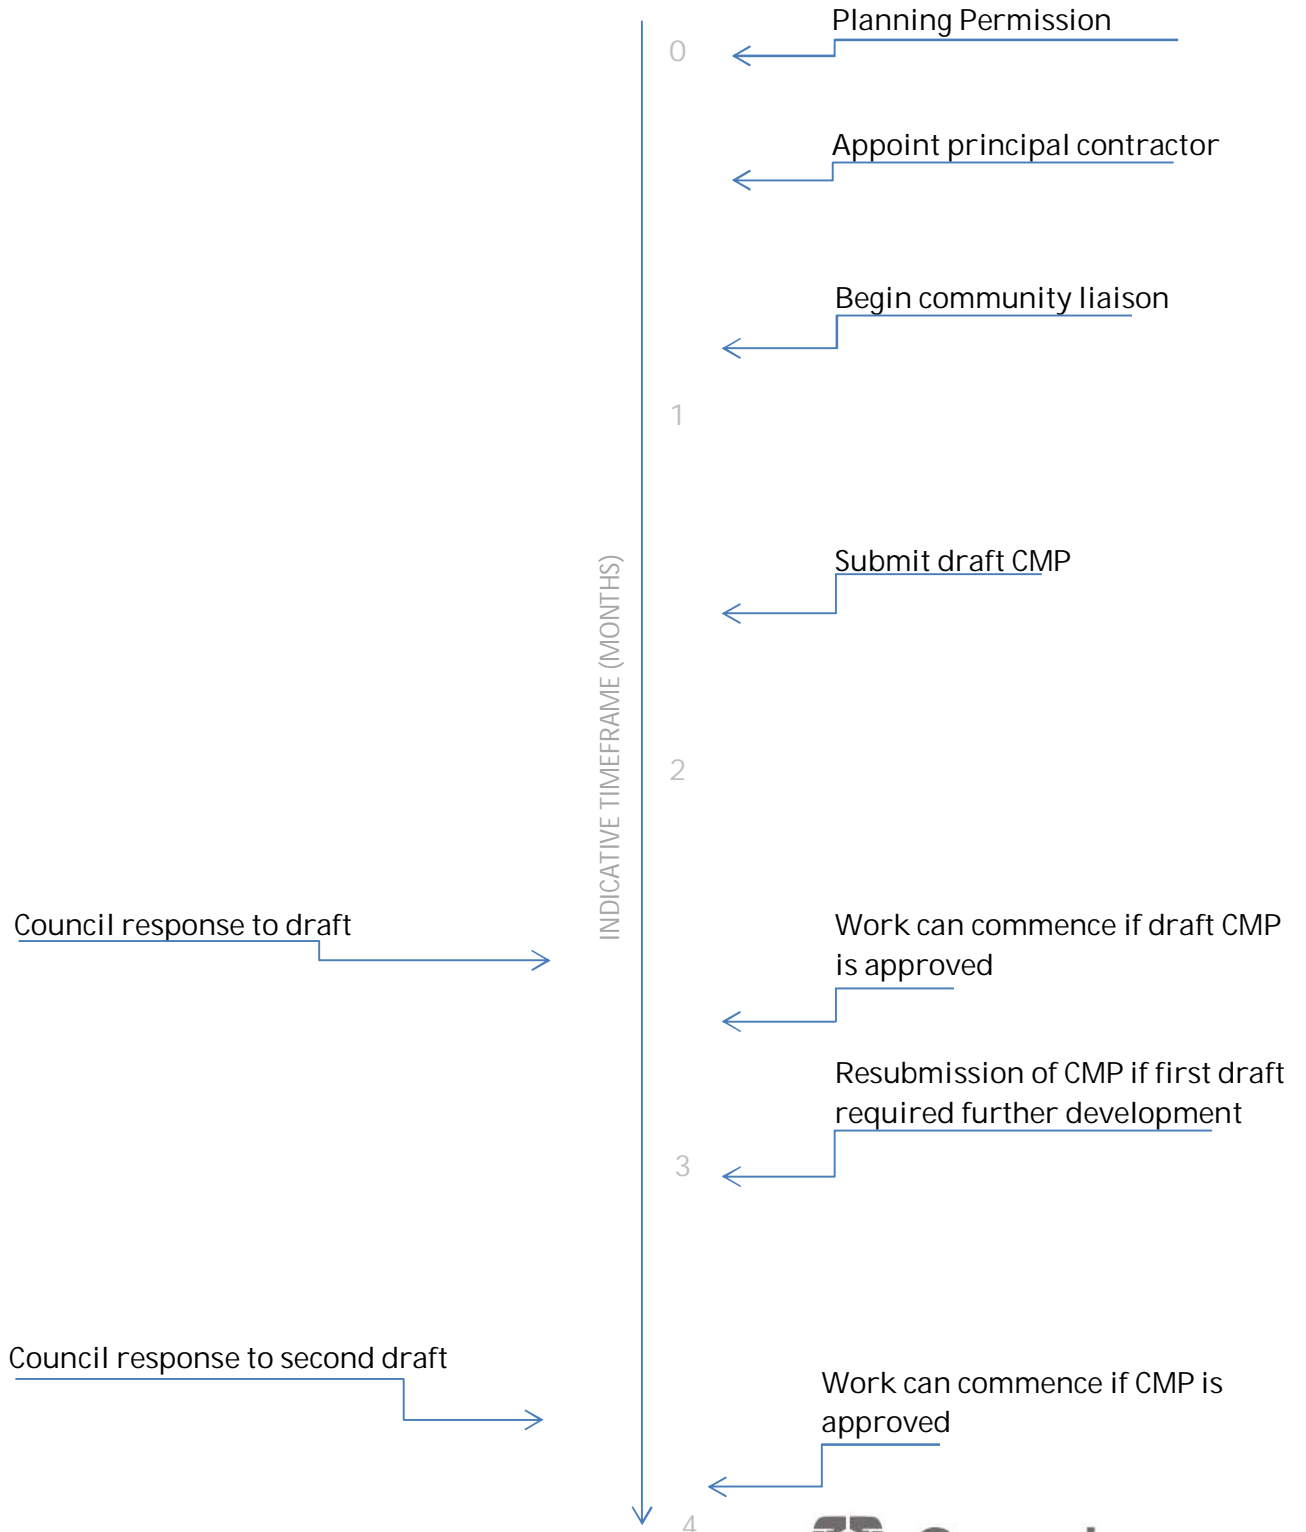 Planning Permission
0
Appoint principal contractor
Begin community liaison
1
Submit draft CMP
INDICATIVE TIMEFRAME (MONTHS)
2
Council response to draft
Work can commence if draft CMP
is approved
Resubmission of CMP if first draft
required further development
3
Council response to second draft
Work can commence if CMP is
approved
4